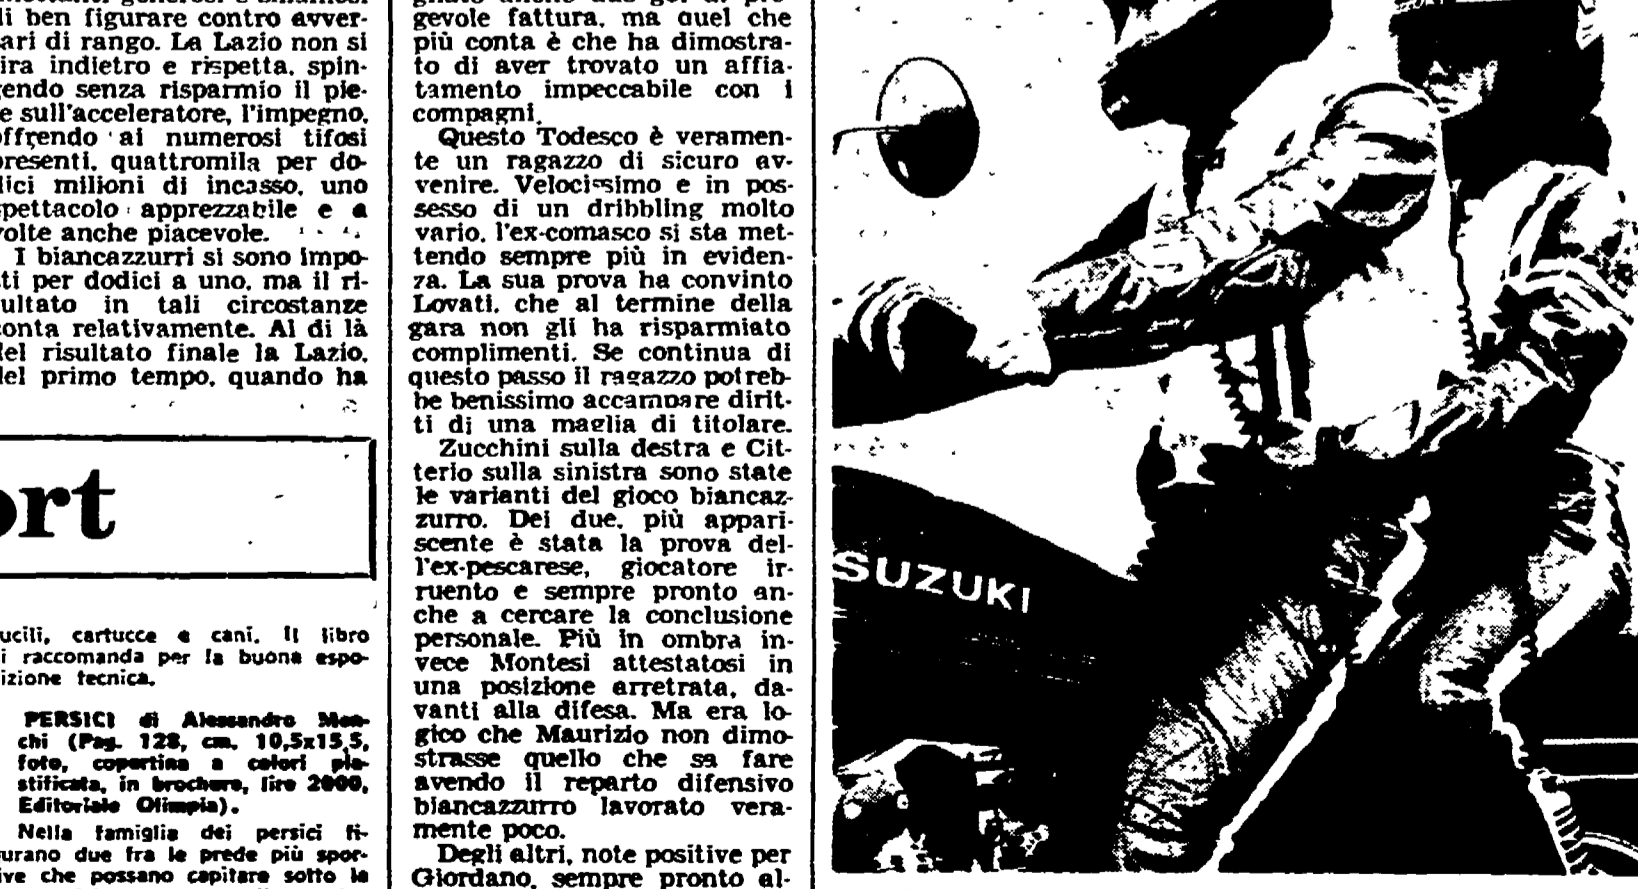 li ben figurare contro avver-
ari di rango. La Lazio non si
ira indietro e rispetta, spin-
gendo senza risparmio il pie-
e sull'acceleratore, l'impegno,
offrendo ai numerosi tifosi
presenti, quattromila per do-
dici milioni di incasso, uno
spettacolo apprezzabile e a
volte anche piacevole.
I biancazzurri si sono impo-
ti per dodici a uno, ma il ri-
sultato in tali circostanze
conta relativamente. Al di là
del risultato finale la Lazio,
del primo tempo, quando ha
ort
ucili, cartucce e cani. Il libro
i raccomanda per la buona espo-
izione tecnica.
PERSICI di Alessandro Men-
chi (Pag. 128, cm. 10,5x15,5,
foto, copertina a colori pla-
stificata, in brochure, lire 2000,
Editoriale Olimpia).
Nella famiglia dei persici fi-
urano due fra le prede più spor-
ive che possano capitare sotto la
gevole fattura, ma quel che
più conta è che ha dimostra-
to di aver trovato un affia-
tamento impeccabile con i
compagni.
Questo Todesco è veramen-
te un ragazzo di sicuro av-
venire. Velocissimo e in pos-
sesso di un dribbling molto
vario, l'ex-comasco si sta met-
tendo sempre più in eviden-
za. La sua prova ha convinto
Lovati, che al termine della
gara non gli ha risparmiato
complimenti. Se continua di
questo passo il ragazzo potreb-
be benissimo accampare dirit-
ti di una maglia di titolare.
Zucchini sulla destra e Cit-
terio sulla sinistra sono state
le varianti del gioco biancaz-
zurro. Dei due, più appari-
scente è stata la prova del-
l'ex-pescarese, giocatore ir-
ruento e sempre pronto an-
che a cercare la conclusione
personale. Più in ombra in-
vece Montesi attestatosi in
una posizione arretrata, da-
vanti alla difesa. Ma era lo-
gico che Maurizio non dimo-
strasse quello che sa fare
avendo il reparto difensivo
biancazzurro lavorato vera-
mente poco.
Degli altri, note positive per
Giordano, sempre pronto al-
SUZUKI